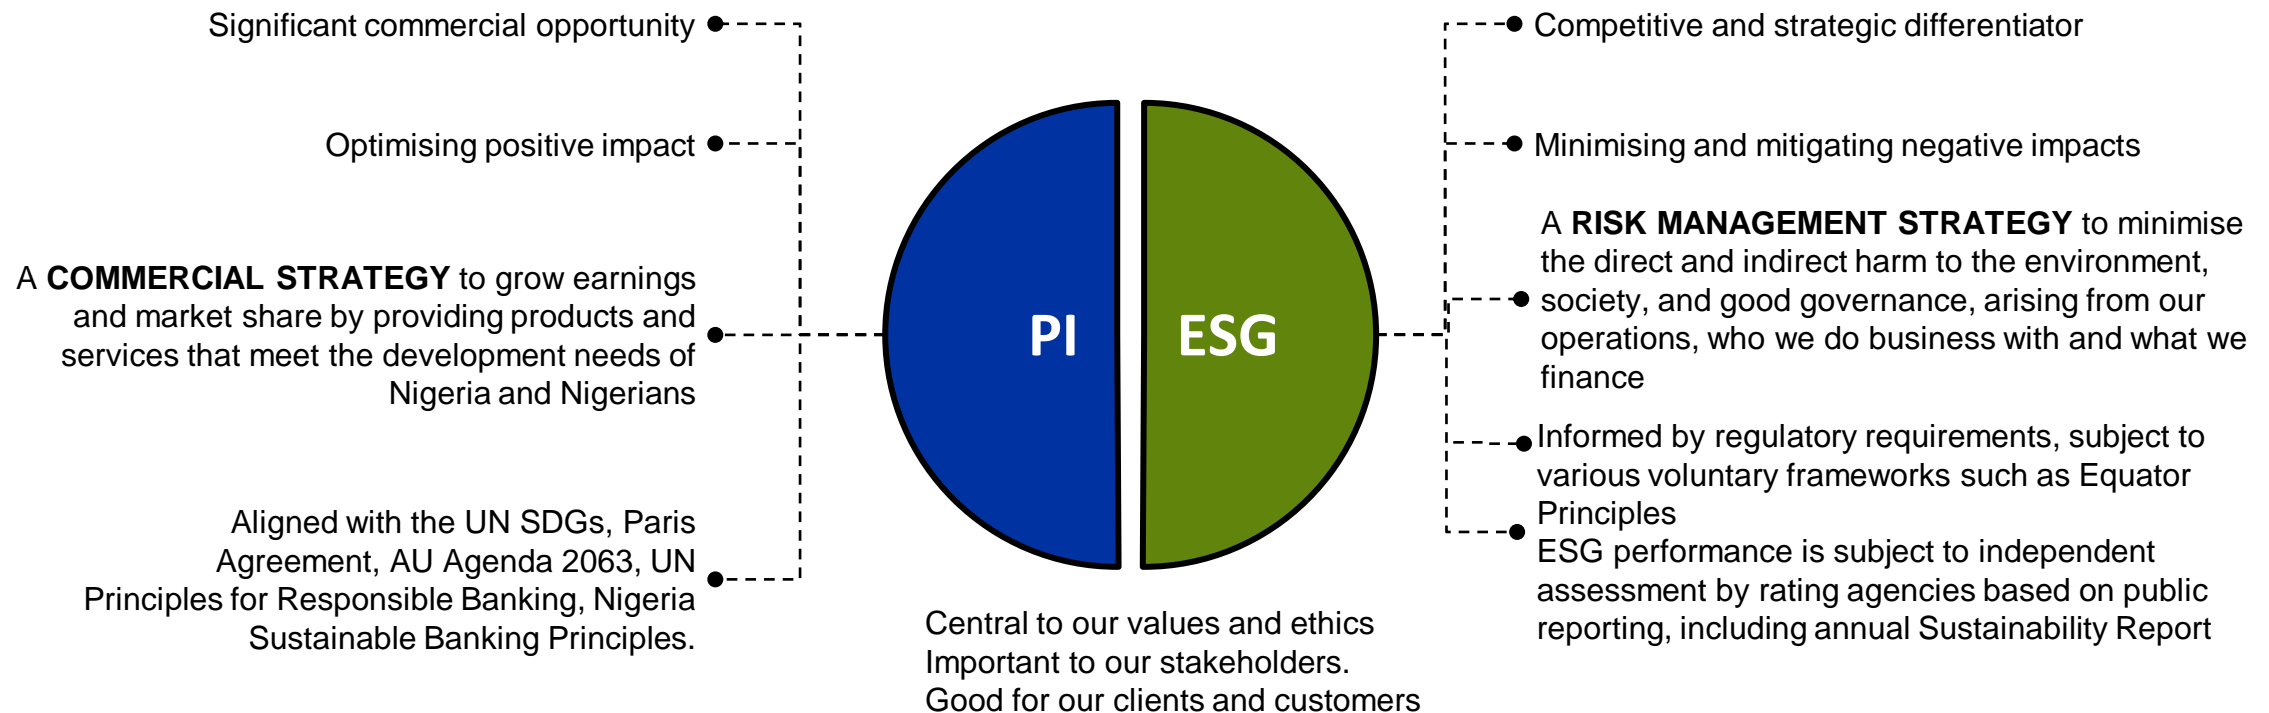 Significant commercial opportunity
Optimising positive impact
A COMMERCIAL STRATEGY to grow earnings
and market share by providing products and
services that meet the development needs of
Nigeria and Nigerians
Aligned with the UN SDGs, Paris
Agreement, AU Agenda 2063, UN
Principles for Responsible Banking, Nigeria
Sustainable Banking Principles.
PI
ESG
Central to our values and ethics
Important to our stakeholders.
Good for our clients and customers
Competitive and strategic differentiator
Minimising and mitigating negative impacts
A RISK MANAGEMENT STRATEGY to minimise
the direct and indirect harm to the environment,
society, and good governance, arising from our
operations, who we do business with and what we
finance
Informed by regulatory requirements, subject to
various voluntary frameworks such as Equator
Principles
ESG performance is subject to independent
assessment by rating agencies based on public
reporting, including annual Sustainability Report